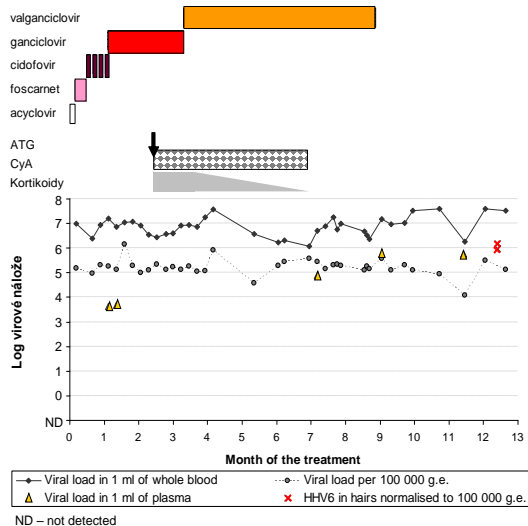 valganciclovir
ganciclovir
cidofovir
foscarnet
acyclovir
ATG
CyA
Kortikoidy
Log virové nálože
8
7
6
5
4
3
2
1
0
ND
0 1 2 3 4 5 6 7 8 9 10 11 12 13
Month of the treatment
Viral load in 1 ml of whole blood
Viral load per 100 000 g.e.
Viral load in 1 ml of plasma
HHV6 in hairs normalised to 100 000 g.e.
ND – not detected